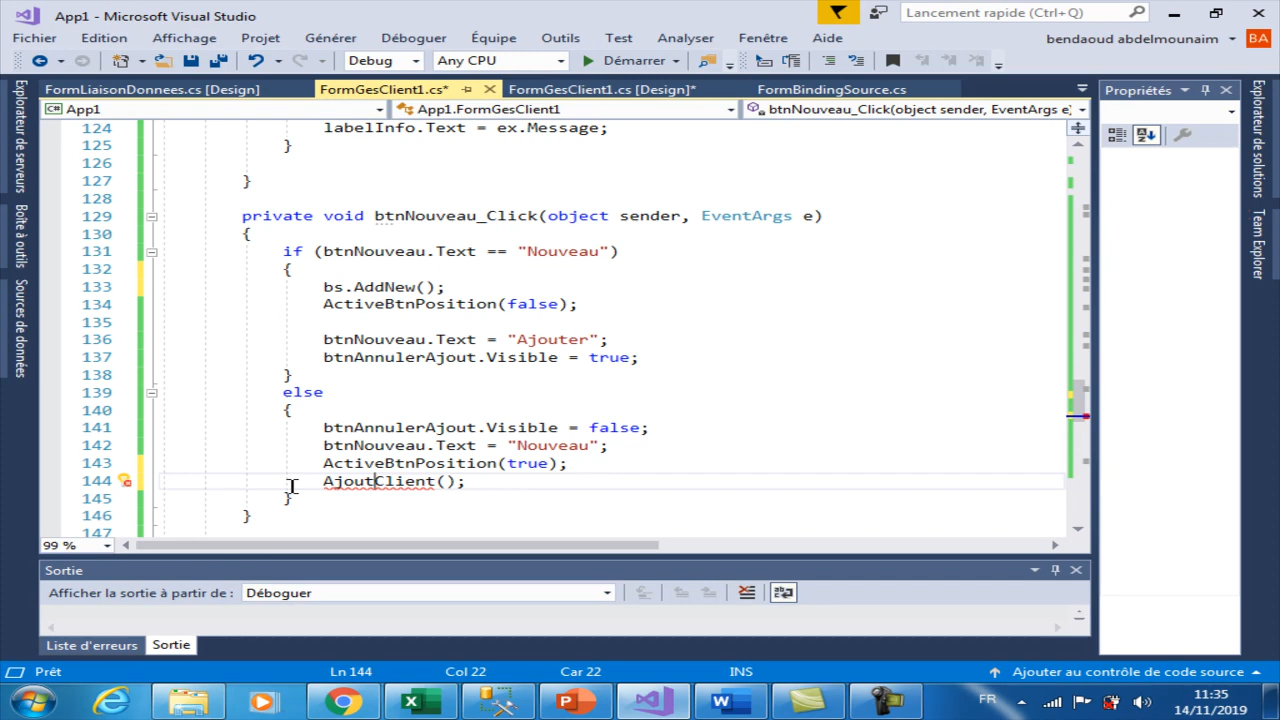 App1 - Microsoft Visual Studio
Lancement rapide (Ctrl+Q)
Fichier Edition Affichage Projet Générer Déboguer Équipe Outils Test Analyser Fenêtre Aide
bendaoud abdelmounaim BA
Debug Any CPU Démarrer
Explorateur de serveurs
Boîte à outils
Sources de données
FormLiaisonDonnees.cs [Design] FormGesClient1.cs* FormGesClient1.cs [Design]* FormBindingSource.cs
App1 App1.FormGesClient1 btnNouveau_Click(object sender, EventArgs e)
124 labelInfo.Text = ex.Message;
125 }
126
127 }
128
129 private void btnNouveau_Click(object sender, EventArgs e)
130 {
131 if (btnNouveau.Text == "Nouveau")
132 {
133 bs.AddNew();
134 ActiveBtnPosition(false);
135
136 btnNouveau.Text = "Ajouter";
137 btnAnnulerAjout.Visible = true;
138 }
139 else
140 {
141 btnAnnulerAjout.Visible = false;
142 btnNouveau.Text = "Nouveau";
143 ActiveBtnPosition(true);
144 AjoutClient();
145 }
146 }
147
99 %
Propriétés
Explorateur de solutions
Team Explorer
Sortie
Afficher la sortie à partir de : Déboguer
Liste d'erreurs Sortie
Prêt Ln 144 Col 22 Car 22 INS Ajouter au contrôle de code source
FR 11:35
14/11/2019